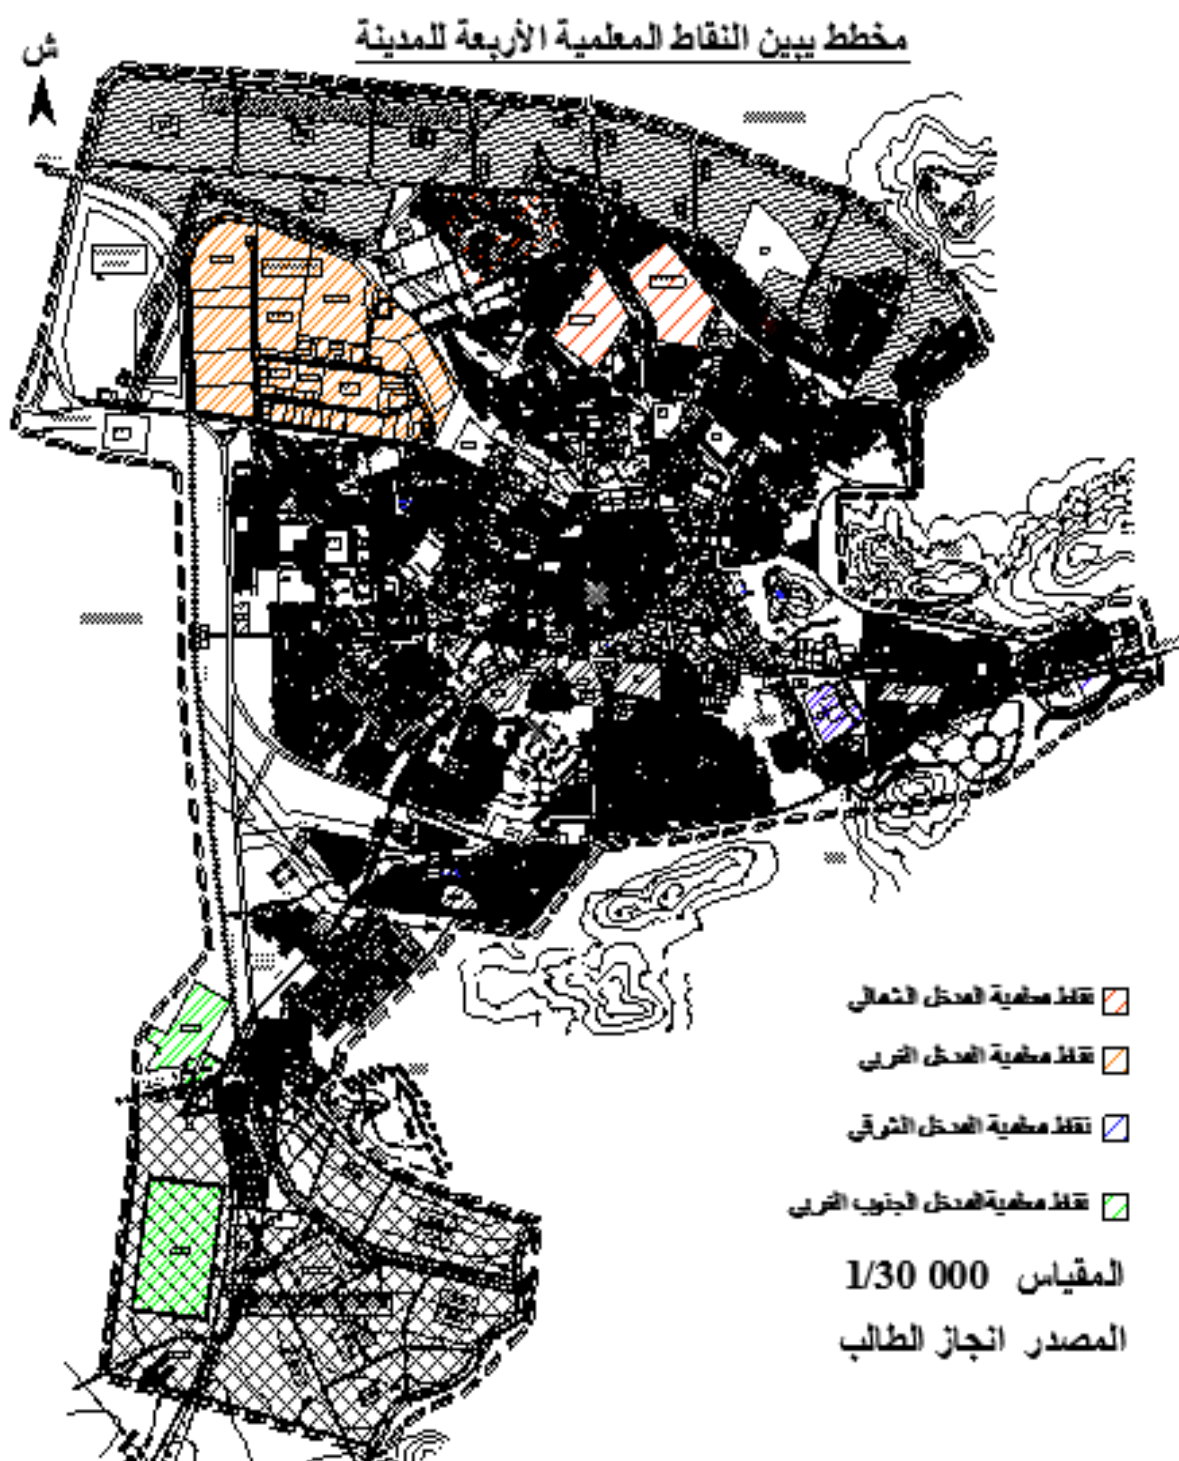 مخطط يبين النقاط المعلمية الأربعة للمدينة
ش
نقاط معلمية المدخل الشمالي
نقاط معلمية المدخل الغربي
نقاط معلمية المدخل الشرقي
نقاط معلمية المدخل الجنوب الغربي
المقياس 1/30 000
المصدر انجاز الطالب